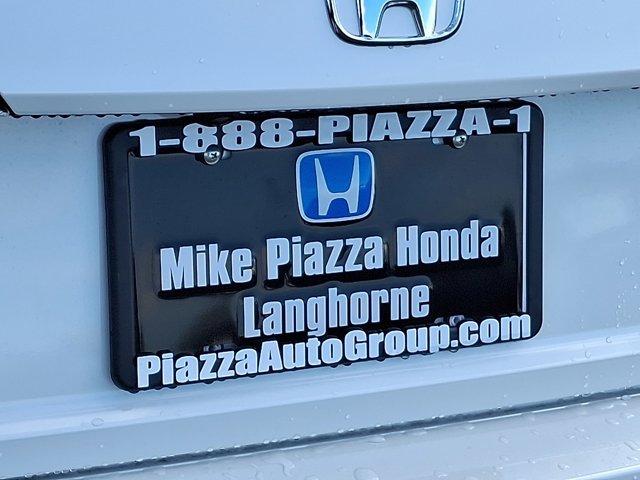 1-888-PIAZZA-1
Mike Piazza Honda
Langhorne
PiazzaAutoGroup.com